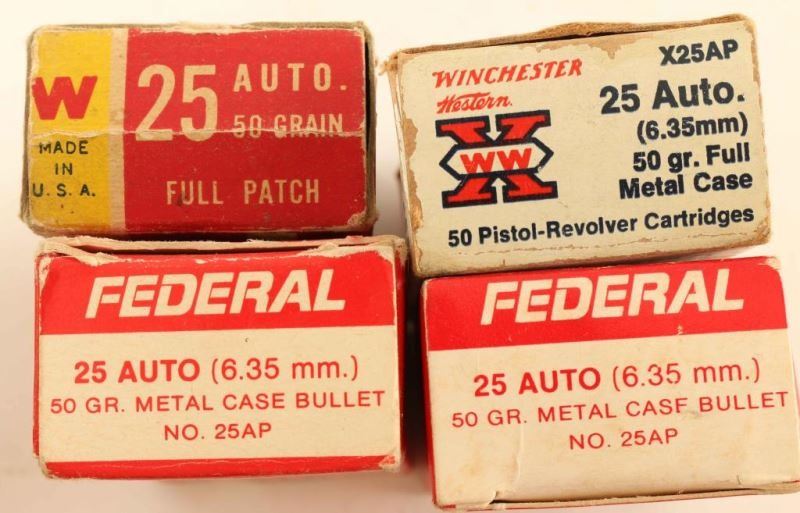 W
MADE
IN
U.S.A.
25 AUTO.
50 GRAIN
FULL PATCH
X25AP
WINCHESTER
Western
X
WW
25 Auto.
(6.35mm)
50 gr. Full
Metal Case
50 Pistol-Revolver Cartridges
FEDERAL
25 AUTO (6.35 mm.)
50 GR. METAL CASE BULLET
NO. 25AP
FEDERAL
25 AUTO (6.35 mm.)
50 GR. METAL CASE BULLET
NO. 25AP